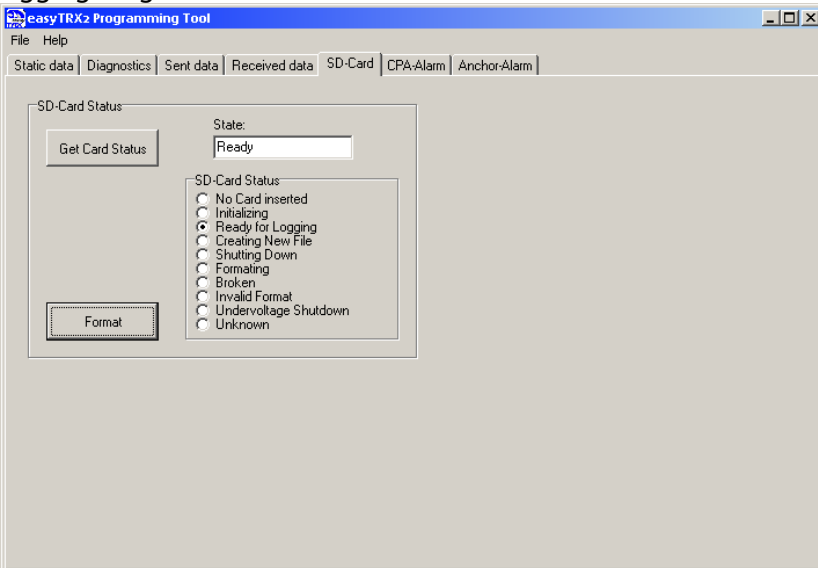 easyTRX2 Programming Tool
File Help
Static data Diagnostics Sent data Received data SD-Card CPA-Alarm Anchor-Alarm
SD-Card Status
State:
Get Card Status
Ready
SD-Card Status
No Card inserted
Initializing
Ready for Logging
Creating New File
Shutting Down
Formating
Broken
Invalid Format
Undervoltage Shutdown
Unknown
Format